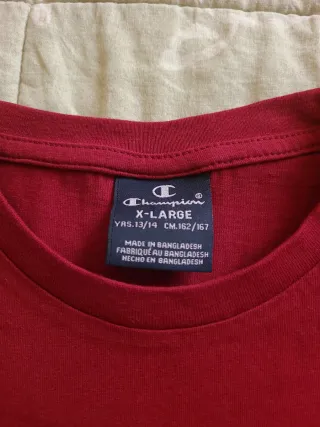 Champion®
X-LARGE
YRS.13/14 CM.162/167
MADE IN BANGLADESH
FABRIQUÉ AU BANGLADESH
HECHO EN BANGLADESH